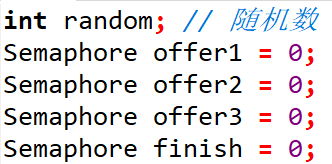 int random; // 随机数
Semaphore offer1 = 0;
Semaphore offer2 = 0;
Semaphore offer3 = 0;
Semaphore finish = 0;